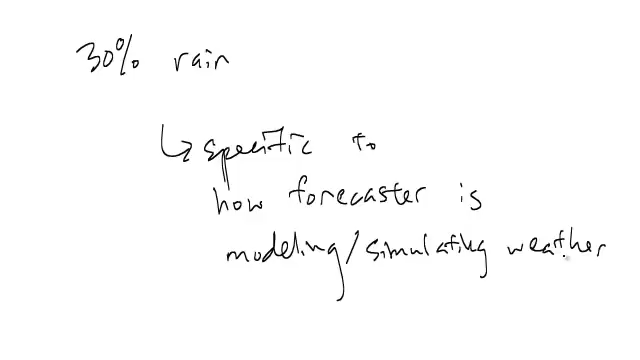 30% rain
↳ specific to
how forecaster is
modeling/simulating weather